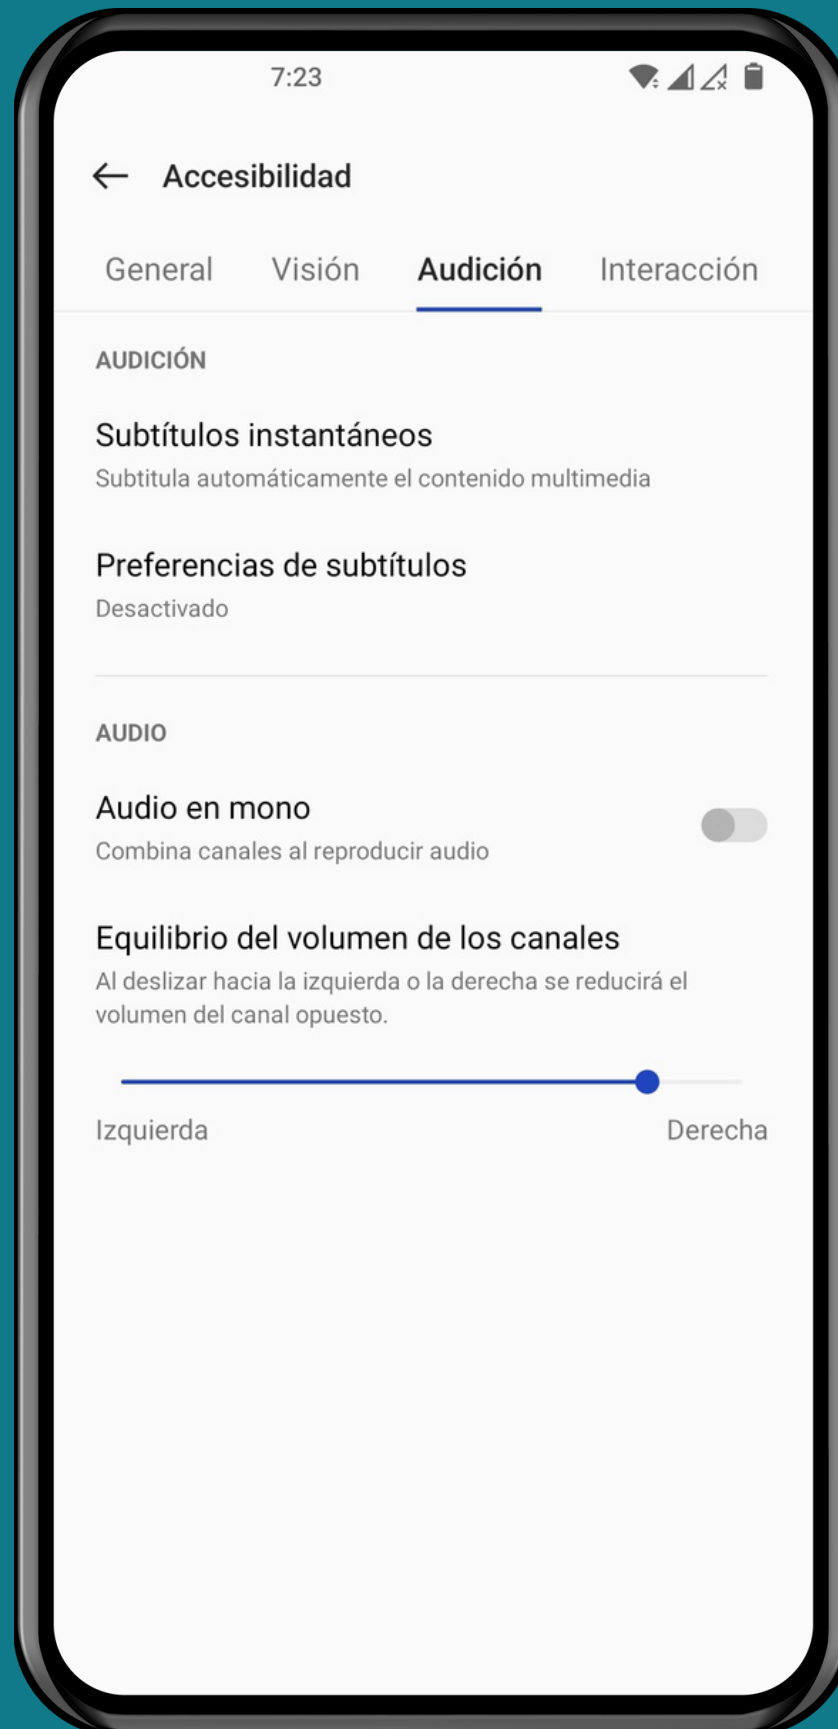 7:23
Accesibilidad
General Visión Audición Interacción
AUDICIÓN
Subtítulos instantáneos
Subtitula automáticamente el contenido multimedia
Preferencias de subtítulos
Desactivado
AUDIO
Audio en mono
Combina canales al reproducir audio
Equilibrio del volumen de los canales
Al deslizar hacia la izquierda o la derecha se reducirá el
volumen del canal opuesto.
Izquierda Derecha